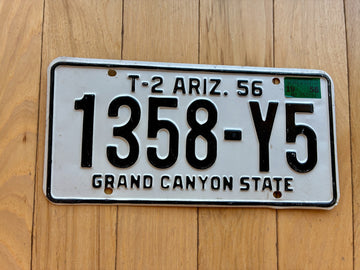 T-2 ARIZ. 56
1358-Y5
GRAND CANYON STATE